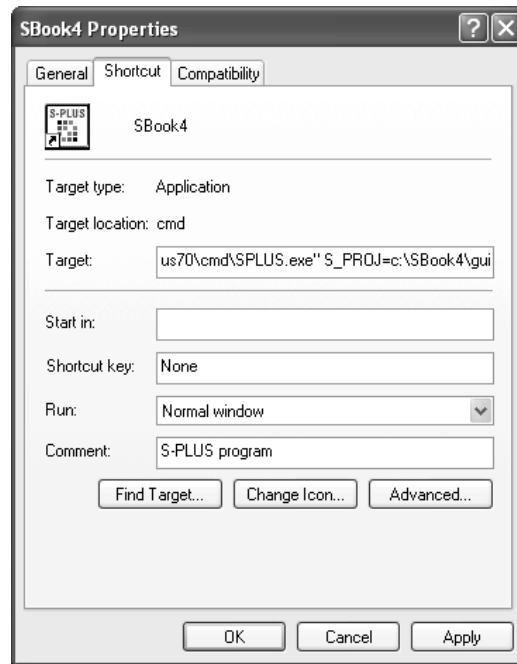 SBook4 Properties
General Shortcut Compatibility
S-PLUS
SBook4
Target type: Application
Target location: cmd
Target: us70\cmd\SPLUS.exe" S_PROJ=c:\SBook4\gui
Start in:
Shortcut key: None
Run: Normal window
Comment: S-PLUS program
Find Target... Change Icon... Advanced...
OK Cancel Apply